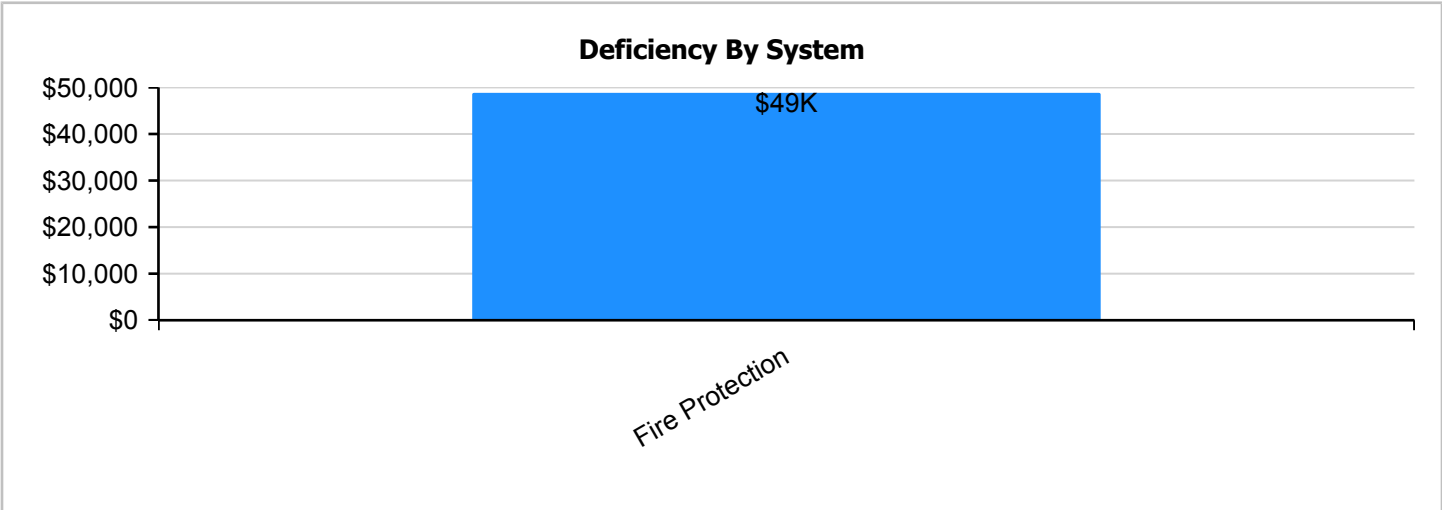 Deficiency By System
$50,000
$49K
$40,000
$30,000
$20,000
$10,000
$0
Fire Protection